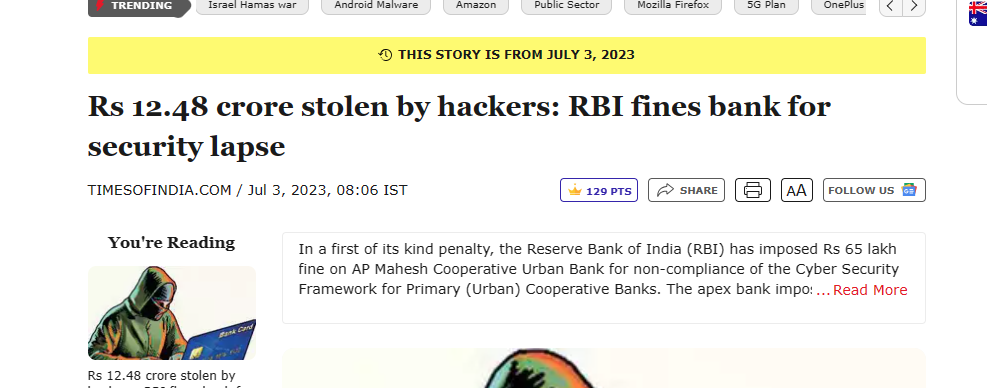 TRENDING Israel Hamas war Android Malware Amazon Public Sector Mozilla Firefox 5G Plan OnePlus
THIS STORY IS FROM JULY 3, 2023
Rs 12.48 crore stolen by hackers: RBI fines bank for
security lapse
TIMESOFINDIA.COM / Jul 3, 2023, 08:06 IST
129 PTS SHARE AA FOLLOW US
You're Reading
In a first of its kind penalty, the Reserve Bank of India (RBI) has imposed Rs 65 lakh
fine on AP Mahesh Cooperative Urban Bank for non-compliance of the Cyber Security
Framework for Primary (Urban) Cooperative Banks. The apex bank impo ...Read More
Bank Card
Rs 12.48 crore stolen by